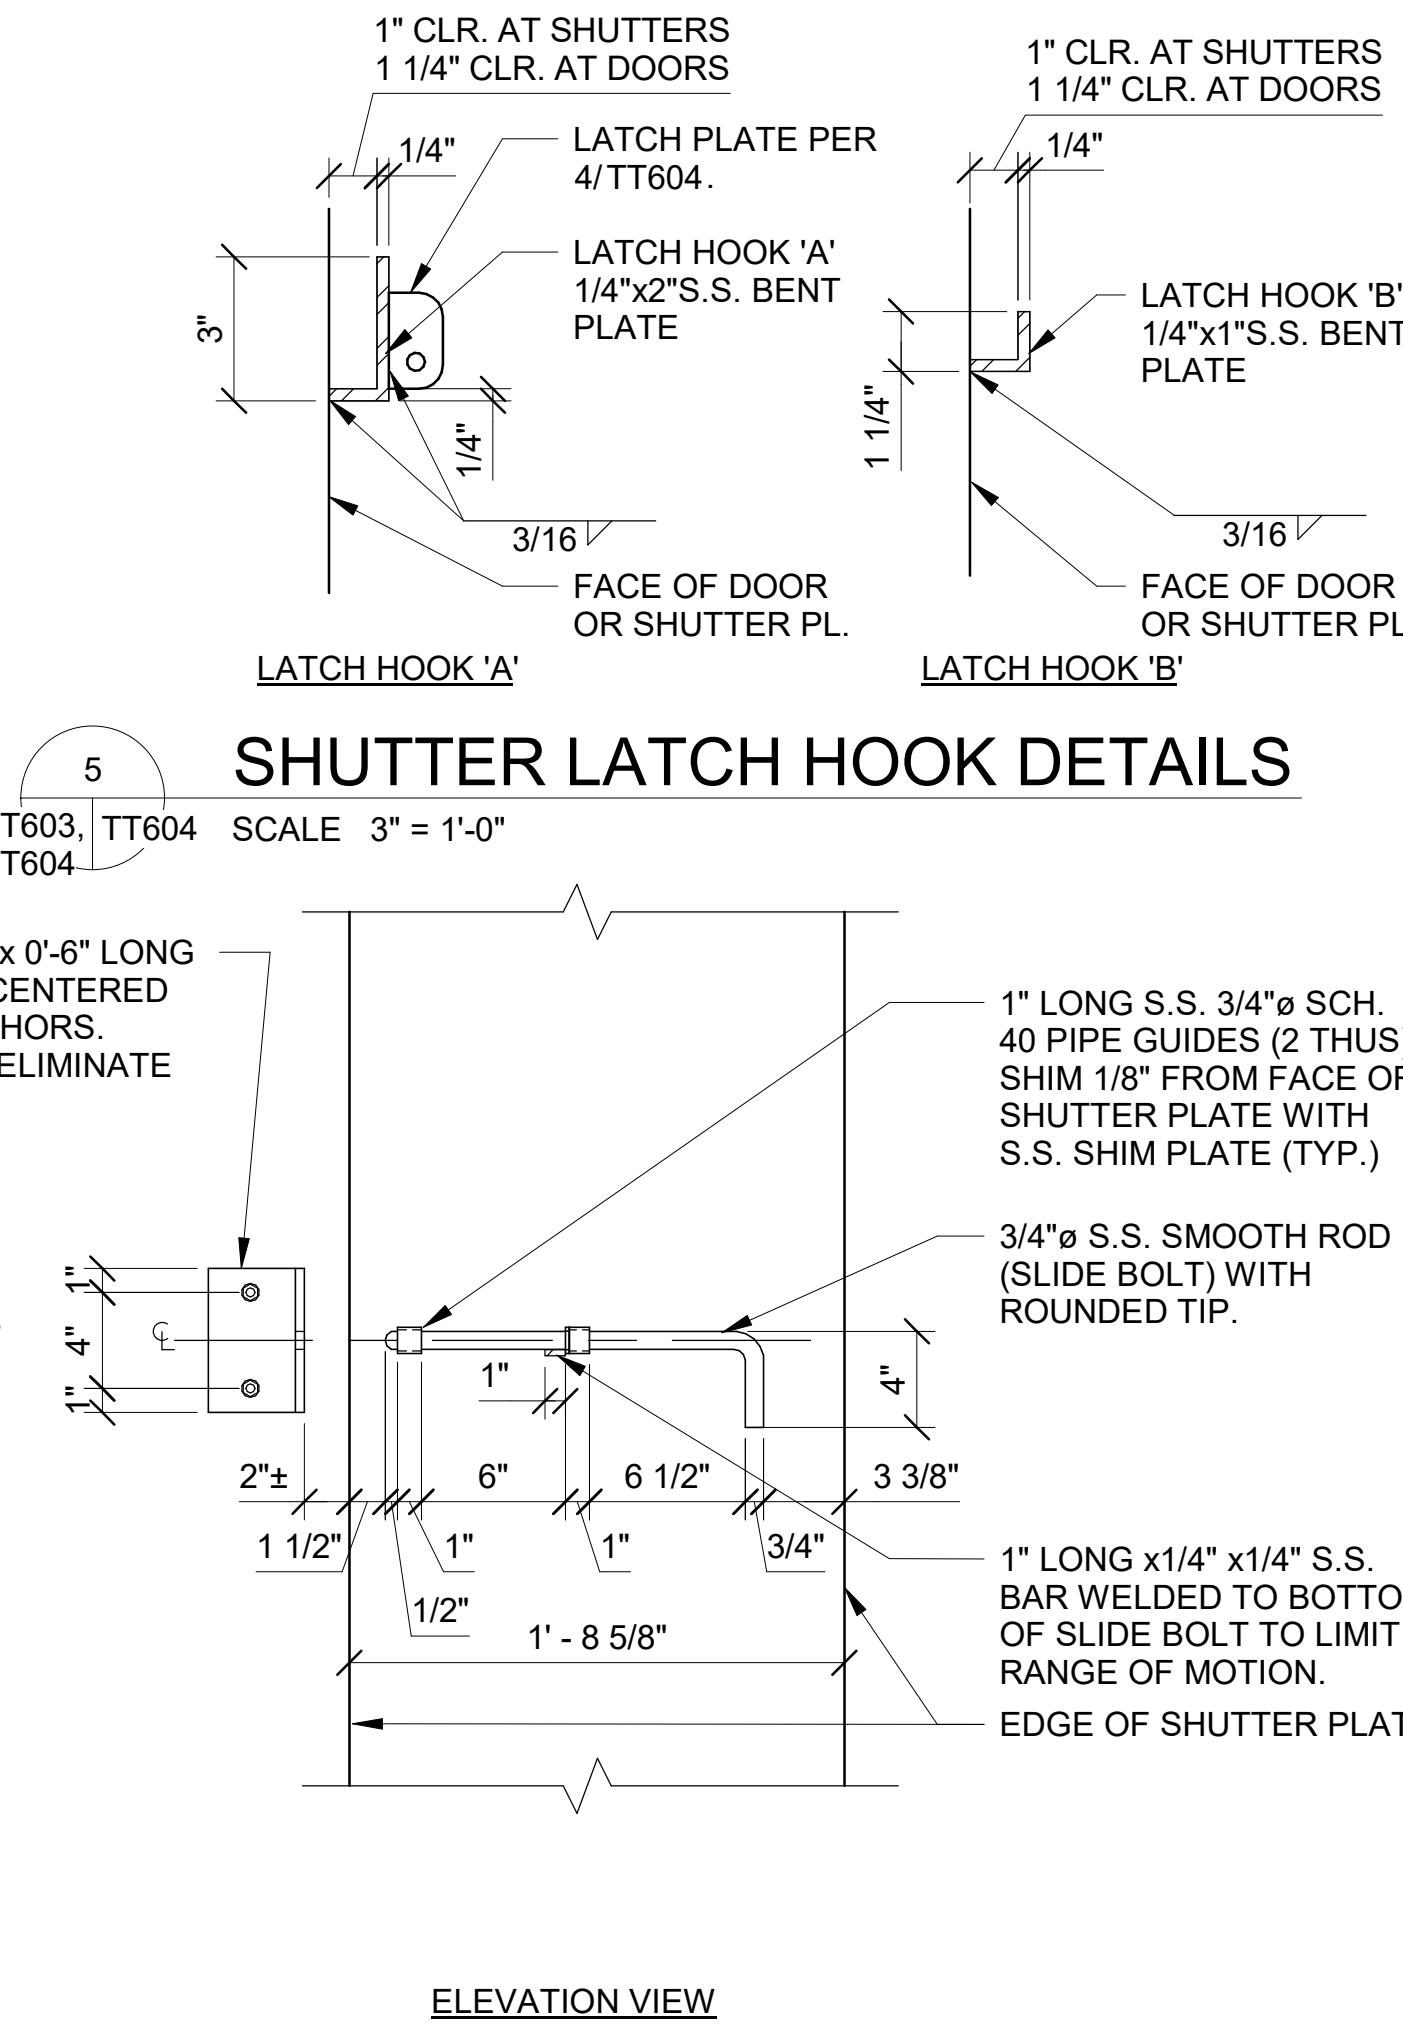 1" CLR. AT SHUTTERS
1 1/4" CLR. AT DOORS
1/4"
LATCH PLATE PER
4/TT604.
LATCH HOOK 'A'
1/4"x2"S.S. BENT
PLATE
3"
1/4"
3/16
FACE OF DOOR
OR SHUTTER PL.
LATCH HOOK 'A'
1" CLR. AT SHUTTERS
1 1/4" CLR. AT DOORS
1/4"
LATCH HOOK 'B'
1/4"x1"S.S. BENT
PLATE
1 1/4"
3/16
FACE OF DOOR
OR SHUTTER PL
LATCH HOOK 'B'
5
SHUTTER LATCH HOOK DETAILS
T603,
T604
TT604
SCALE 3" = 1'-0"
x 0'-6" LONG
CENTERED
HORS.
ELIMINATE
1" LONG S.S. 3/4"ø SCH.
40 PIPE GUIDES (2 THUS)
SHIM 1/8" FROM FACE OF
SHUTTER PLATE WITH
S.S. SHIM PLATE (TYP.)
3/4"ø S.S. SMOOTH ROD
(SLIDE BOLT) WITH
ROUNDED TIP.
1"
4"
1"
℄
1"
4"
2"±
6"
6 1/2"
3 3/8"
1 1/2"
1"
1"
3/4"
1/2"
1' - 8 5/8"
1" LONG x1/4" x1/4" S.S.
BAR WELDED TO BOTTO
OF SLIDE BOLT TO LIMIT
RANGE OF MOTION.
EDGE OF SHUTTER PLAT
ELEVATION VIEW